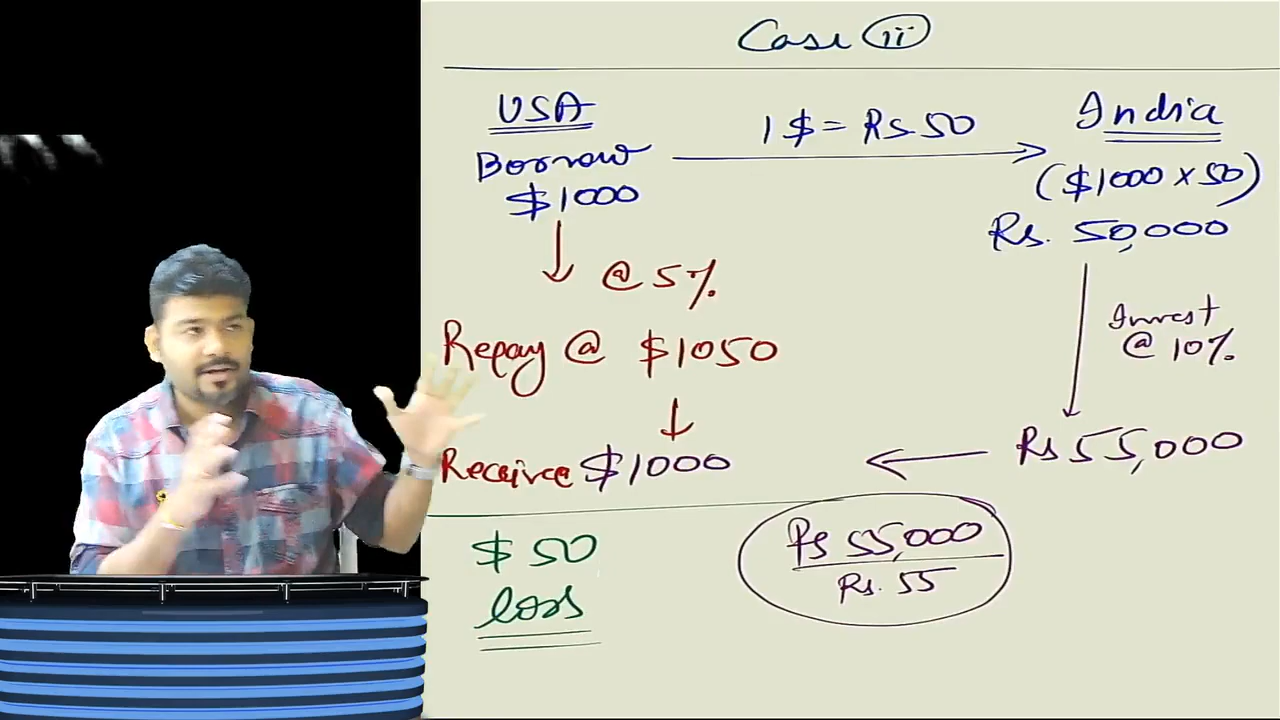 Case (ii)
USA
Borrow
$1000
1 $ = Rs 50
India
($1000 x 50)
Rs. 50,000
@ 5%
Invest
@ 10%
Repay @ $1050
Receive $1000
Rs 55,000
$ 50
loss
Rs 55,000
Rs. 55